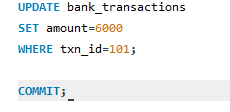 UPDATE bank_transactions
SET amount=6000
WHERE txn_id=101;
COMMIT;